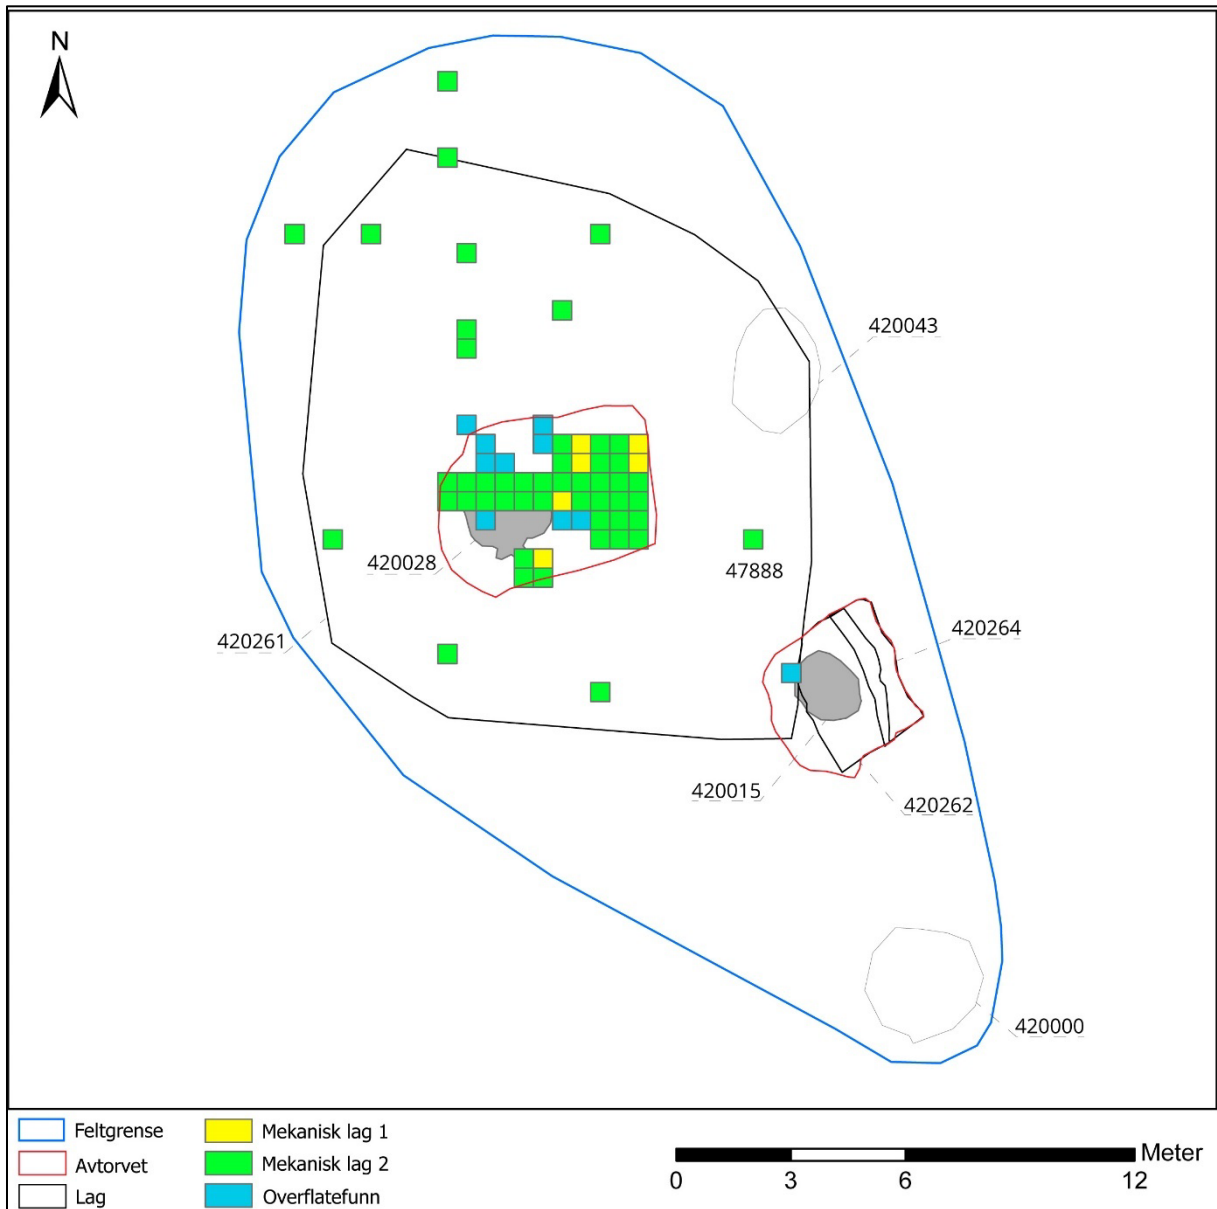 N
420043
420028
47888
420261
420264
420015
420262
420000
Feltgrense
Avtorvet
Lag
Mekanisk lag 1
Mekanisk lag 2
Overflatefunn
Meter
0 3 6 12